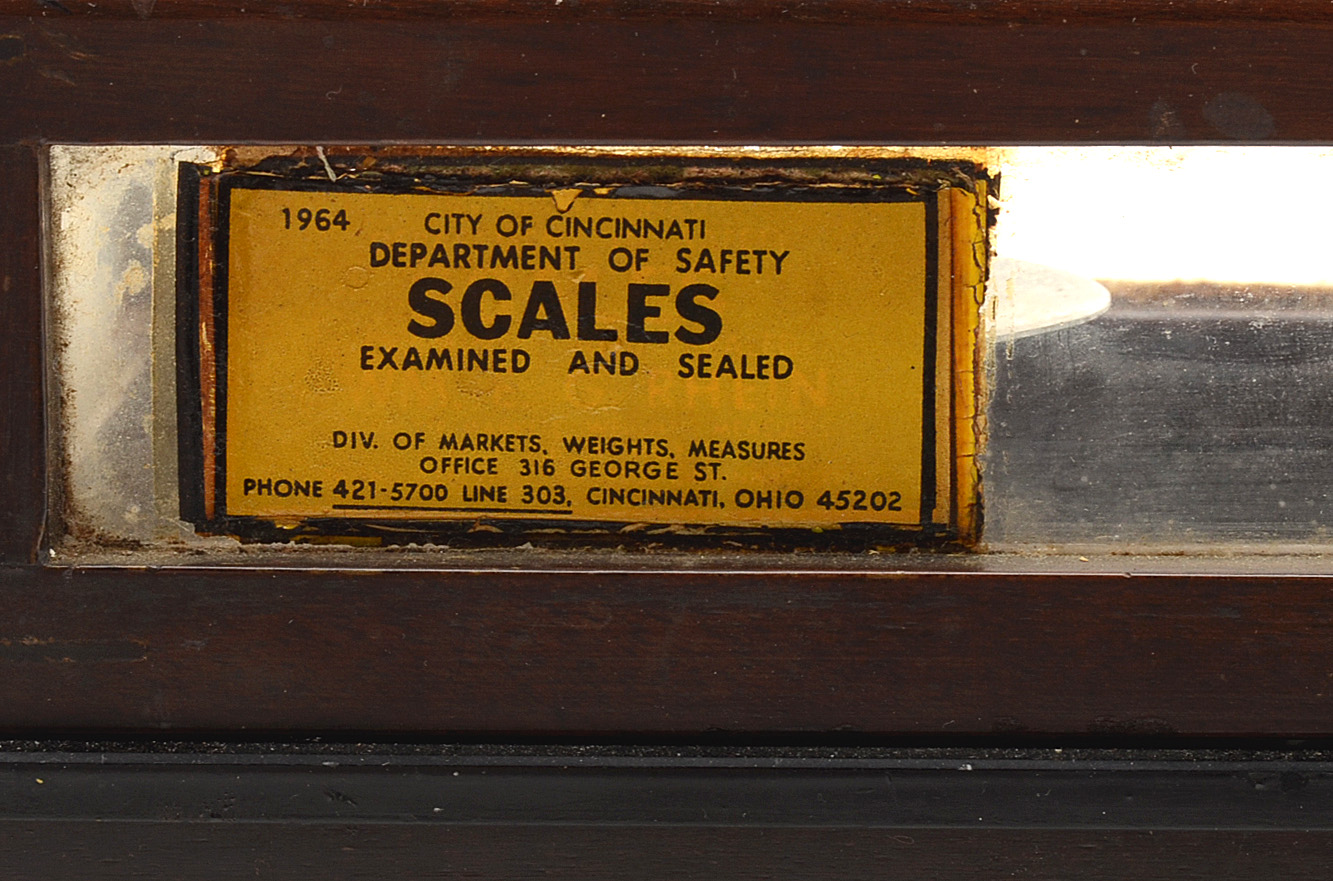 1964 CITY OF CINCINNATI
DEPARTMENT OF SAFETY
SCALES
EXAMINED AND SEALED
DIV. OF MARKETS, WEIGHTS, MEASURES
OFFICE 316 GEORGE ST.
PHONE 421-5700 LINE 303, CINCINNATI, OHIO 45202